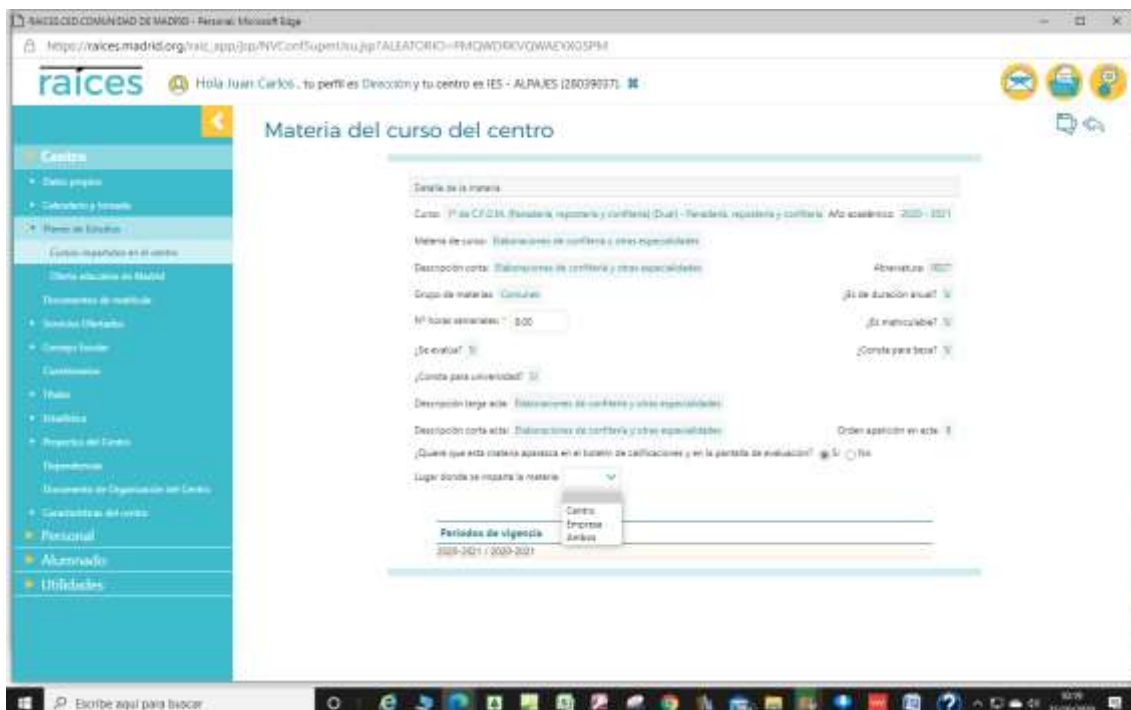 RAICES.CED.COMUNIDAD DE MADRID - Personal: Microsoft Edge
https://raices.madrid.org/raic_app/jsp/
raíces
Hola Juan Carlos , tu perfil es Dirección y tu centro es IES - ALPAJES (28039037)
Materia del curso del centro
Centro
Datos propios
Calendario y Jornada
Planes de Estudios
Cursos impartidos en el centro
Oferta educativa en Madrid
Documentos de matrícula
Servicios Ofertados
Consejo Escolar
Cuestionarios
Títulos
Estadística
Proyectos del Centro
Dependencias
Documento de Organización del Centro
Características del centro
Personal
Alumnado
Utilidades
Detalle de la materia
Curso: 1º de C.F.G.M. (Panadería, repostería y confitería) (Dual) - Panadería, repostería y confitería Año académico: 2020 - 2021
Materia de curso: Elaboraciones de confitería y otras especialidades
Descripción corta: Elaboraciones de confitería y otras especialidades Abreviatura:
Grupo de materias: Comunes ¿Es de duración anual? Sí
Nº horas semanales: * 8.00 ¿Es matriculable? Sí
¿Se evalúa? Sí ¿Consta para beca? Sí
¿Consta para universidad? Sí
Descripción larga acta: Elaboraciones de confitería y otras especialidades
Descripción corta acta: Elaboraciones de confitería y otras especialidades Orden aparición en acta:
¿Quiere que esta materia aparezca en el boletín de calificaciones y en la pantalla de evaluación? Sí No
Lugar donde se imparte la materia:
Centro
Empresa
Ambos
Periodos de vigencia
2020-2021 / 2020-2021
Escribe aquí para buscar